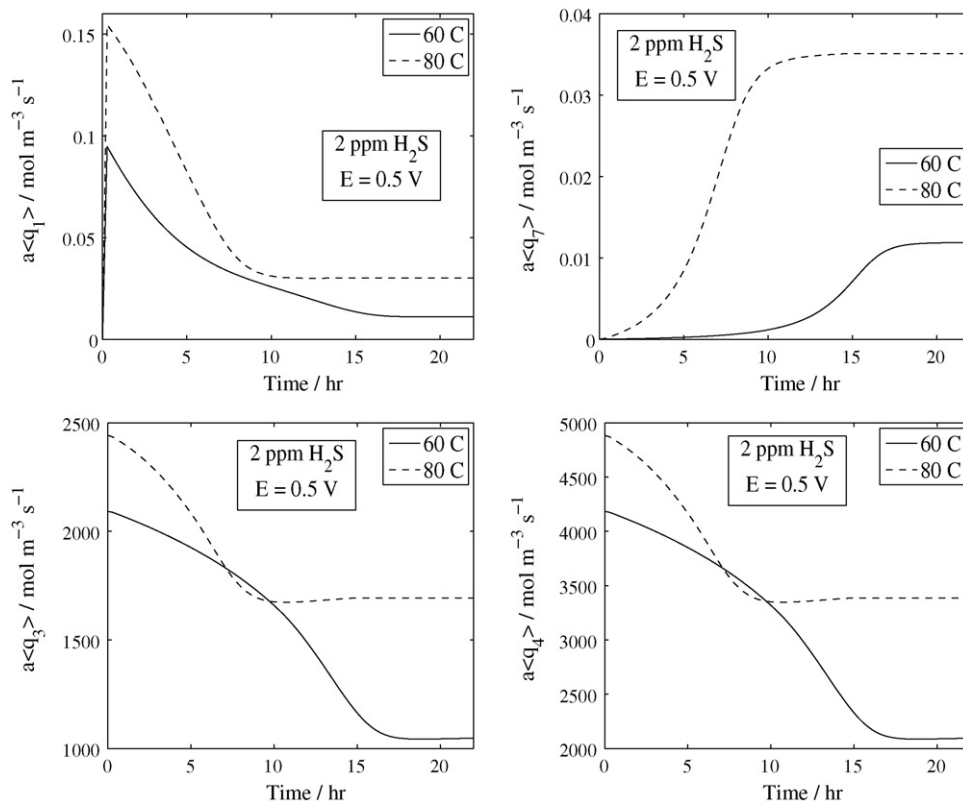 a<q₁> / mol m⁻³ s⁻¹
0.15
0.1
0.05
0
60 C
80 C
2 ppm H₂S
E = 0.5 V
0 5 10 15 20
Time / hr
a<q₇> / mol m⁻³ s⁻¹
0.04
0.03
0.02
0.01
0
2 ppm H₂S
E = 0.5 V
60 C
80 C
0 5 10 15 20
Time / hr
a<q₃> / mol m⁻³ s⁻¹
2500
2000
1500
1000
2 ppm H₂S
E = 0.5 V
60 C
80 C
0 5 10 15 20
Time / hr
a<q₄> / mol m⁻³ s⁻¹
5000
4500
4000
3500
3000
2500
2000
2 ppm H₂S
E = 0.5 V
60 C
80 C
0 5 10 15 20
Time / hr